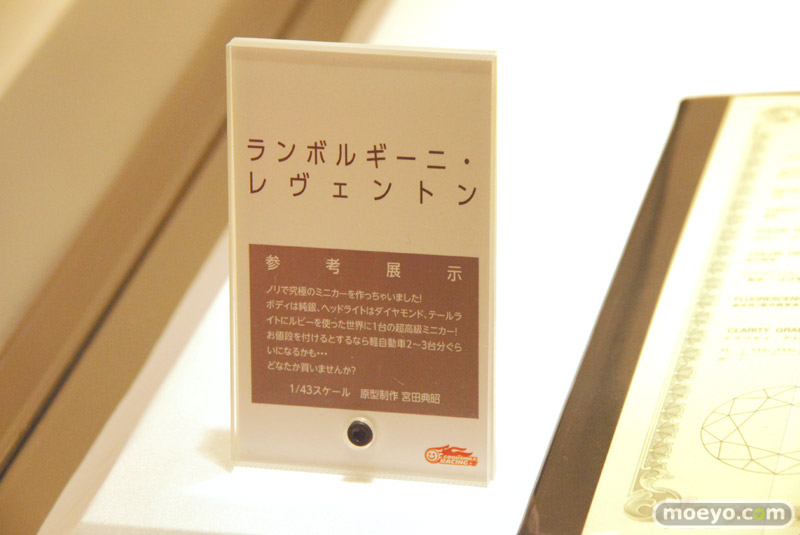 ランボルギーニ・
レヴェントン
参考展示
ノリで究極のミニカーを作っちゃいました!
ボディは純銀、ヘッドライトはダイヤモンド、テールラ
イトにルビーを使った世界に1台の超高級ミニカー!
お値段を付けるとするなら軽自動車2〜3台分ぐら
いになるかも・・・
どなたか買いませんか?
1/43スケール 原型制作 宮田典昭
RACING
FLUORESCEN
CLARITY GRA
moeyo.com